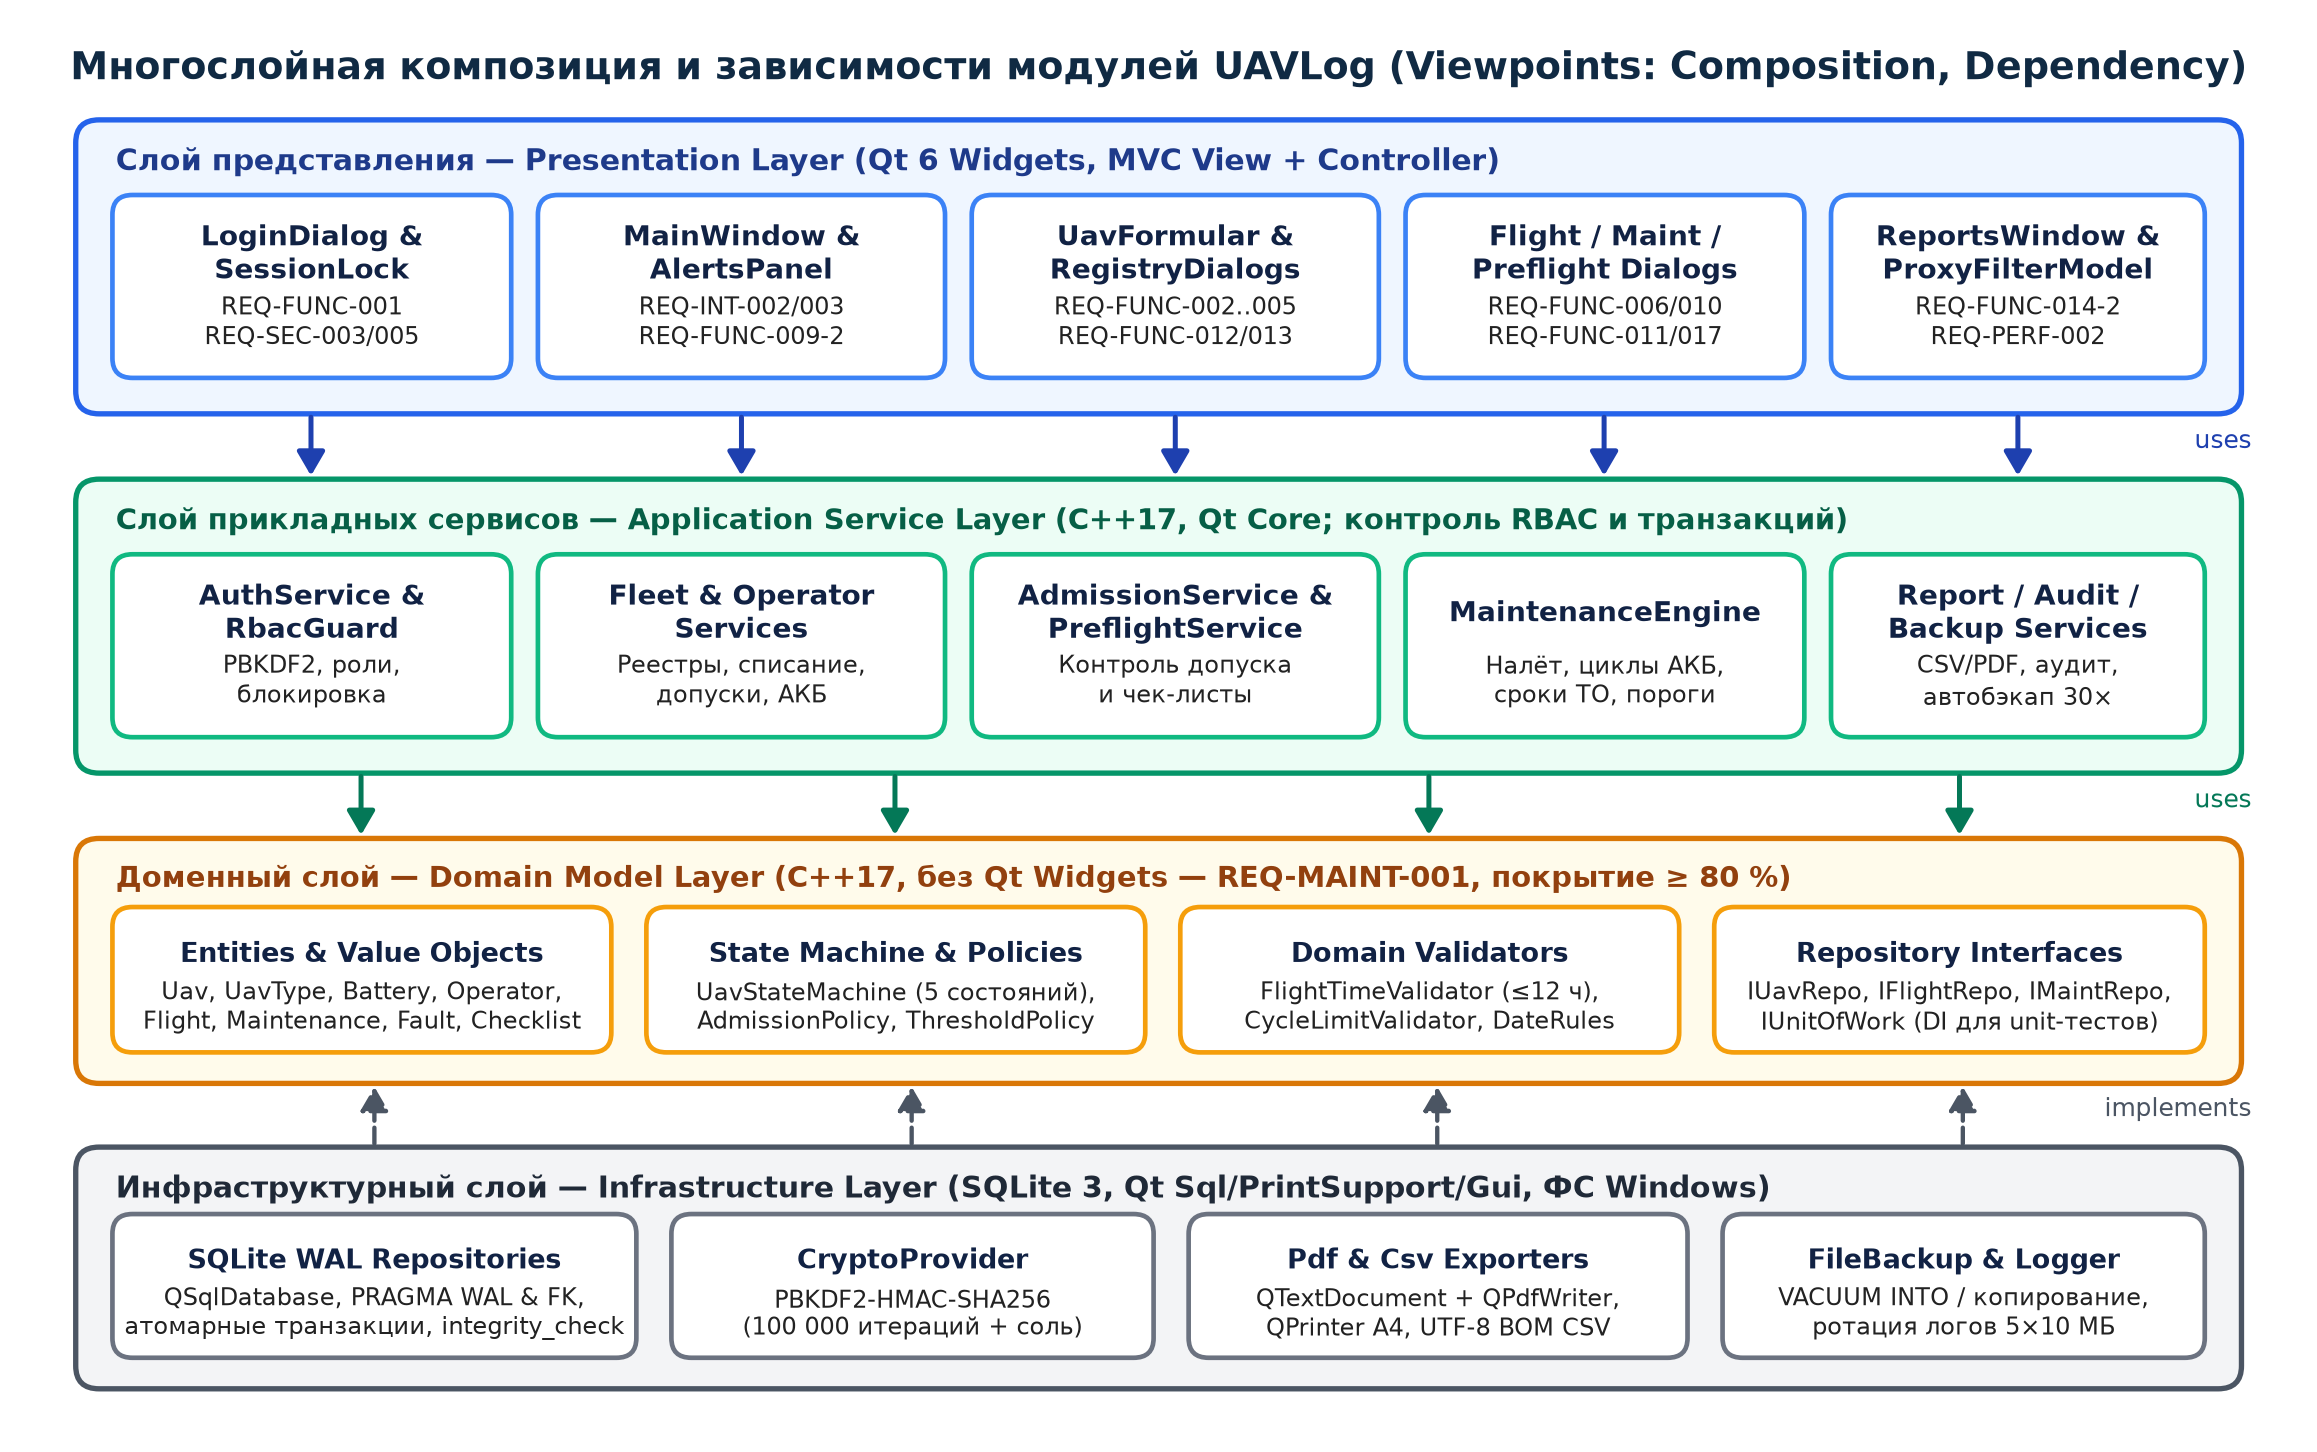 Многослойная композиция и зависимости модулей UAVLog (Viewpoints: Composition, Dependency)
Слой представления — Presentation Layer (Qt 6 Widgets, MVC View + Controller)
LoginDialog &
SessionLock
REQ-FUNC-001
REQ-SEC-003/005
MainWindow &
AlertsPanel
REQ-INT-002/003
REQ-FUNC-009-2
UavFormular &
RegistryDialogs
REQ-FUNC-002..005
REQ-FUNC-012/013
Flight / Maint /
Preflight Dialogs
REQ-FUNC-006/010
REQ-FUNC-011/017
ReportsWindow &
ProxyFilterModel
REQ-FUNC-014-2
REQ-PERF-002
uses
Слой прикладных сервисов — Application Service Layer (C++17, Qt Core; контроль RBAC и транзакций)
AuthService &
RbacGuard
PBKDF2, роли,
блокировка
Fleet & Operator
Services
Реестры, списание,
допуски, АКБ
AdmissionService &
PreflightService
Контроль допуска
и чек-листы
MaintenanceEngine
Налёт, циклы АКБ,
сроки ТО, пороги
Report / Audit /
Backup Services
CSV/PDF, аудит,
автобэкап 30×
uses
Доменный слой — Domain Model Layer (C++17, без Qt Widgets — REQ-MAINT-001, покрытие ≥ 80 %)
Entities & Value Objects
Uav, UavType, Battery, Operator,
Flight, Maintenance, Fault, Checklist
State Machine & Policies
UavStateMachine (5 состояний),
AdmissionPolicy, ThresholdPolicy
Domain Validators
FlightTimeValidator (≤12 ч),
CycleLimitValidator, DateRules
Repository Interfaces
IUavRepo, IFlightRepo, IMaintRepo,
IUnitOfWork (DI для unit-тестов)
implements
Инфраструктурный слой — Infrastructure Layer (SQLite 3, Qt Sql/PrintSupport/Gui, ФС Windows)
SQLite WAL Repositories
QSqlDatabase, PRAGMA WAL & FK,
атомарные транзакции, integrity_check
CryptoProvider
PBKDF2-HMAC-SHA256
(100 000 итераций + соль)
Pdf & Csv Exporters
QTextDocument + QPdfWriter,
QPrinter A4, UTF-8 BOM CSV
FileBackup & Logger
VACUUM INTO / копирование,
ротация логов 5×10 МБ